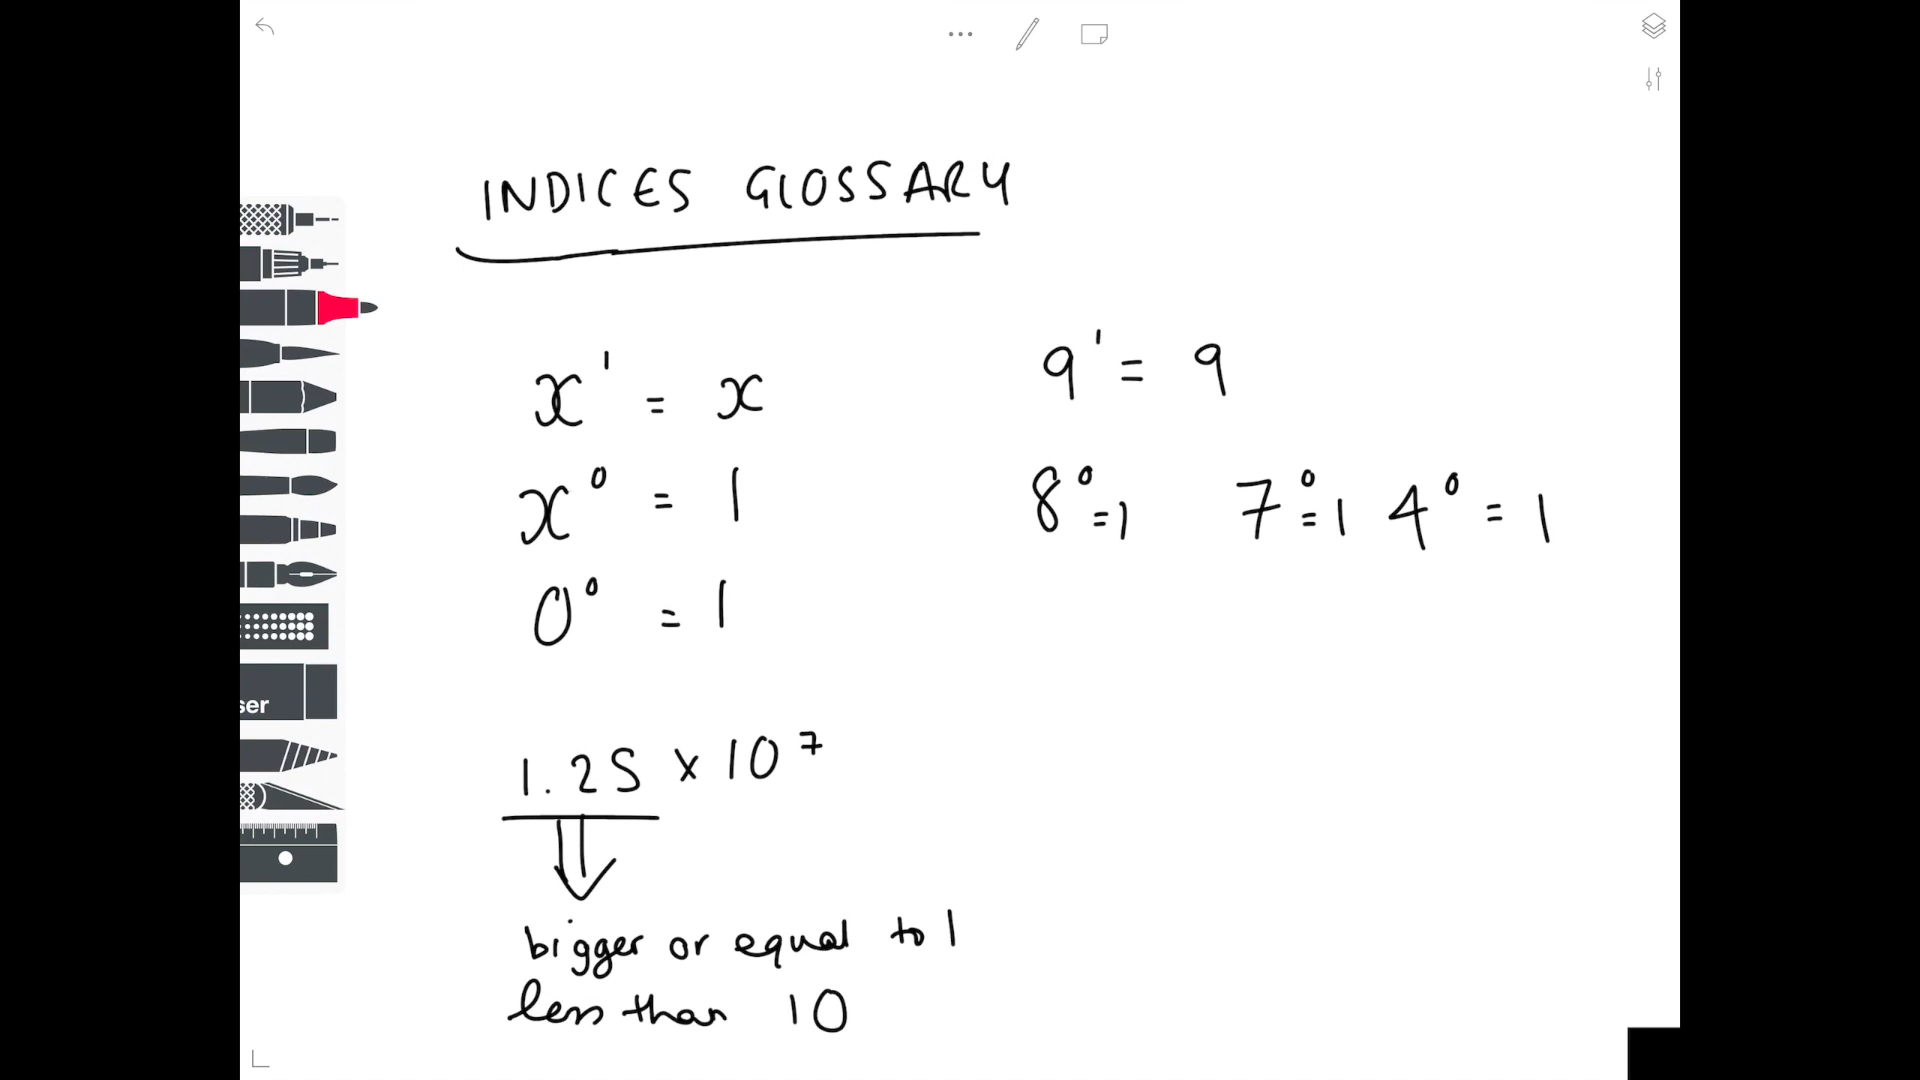 INDICES GLOSSARY
x¹ = x
9¹ = 9
x⁰ = 1
8⁰ = 1 7⁰ = 1 4⁰ = 1
0⁰ = 1
ser
1.25 x 10⁷
bigger or equal to 1
less than 10